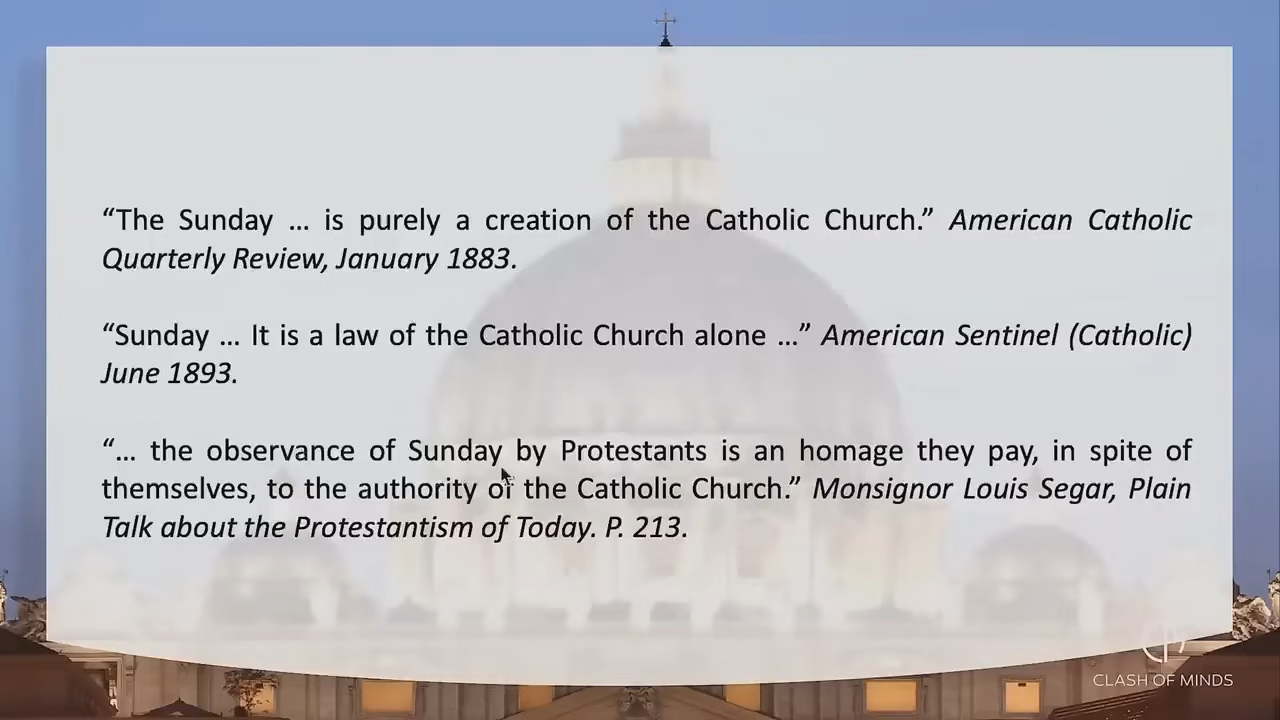 “The Sunday … is purely a creation of the Catholic Church.” American Catholic
Quarterly Review, January 1883.
“Sunday … It is a law of the Catholic Church alone …” American Sentinel (Catholic)
June 1893.
“… the observance of Sunday by Protestants is an homage they pay, in spite of
themselves, to the authority of the Catholic Church.” Monsignor Louis Segar, Plain
Talk about the Protestantism of Today. P. 213.
CLASH OF MINDS